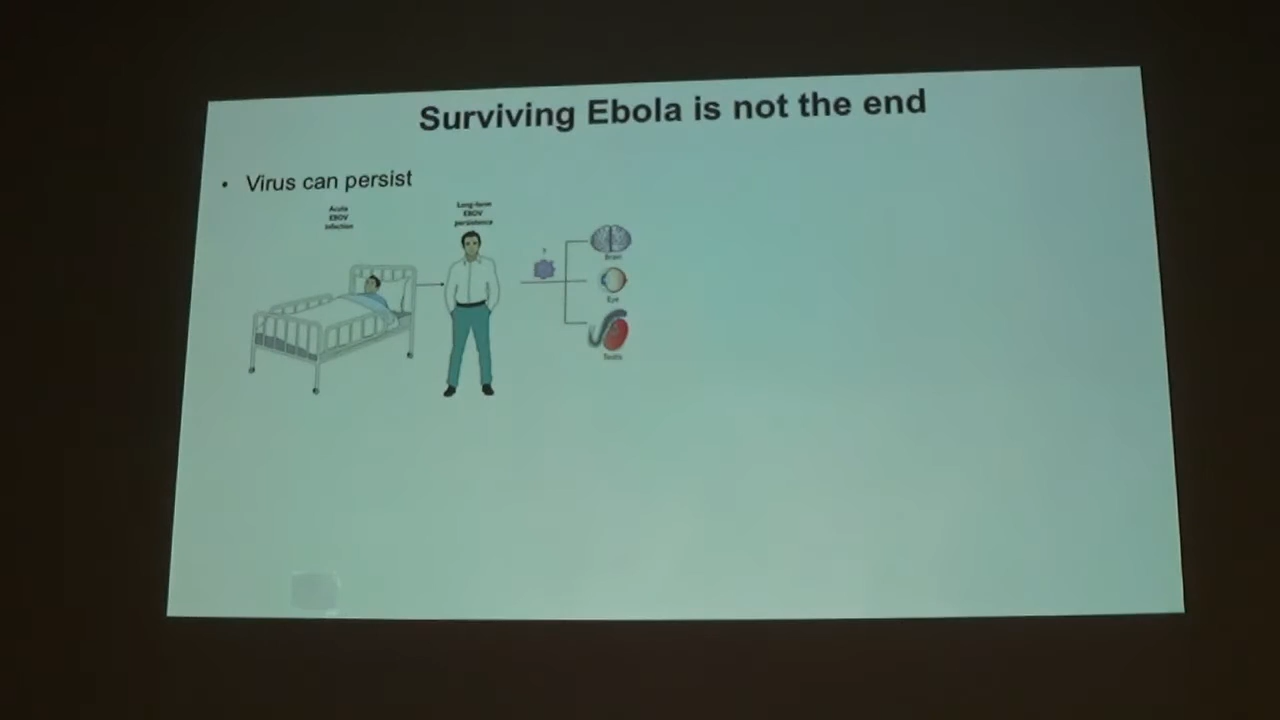 Surviving Ebola is not the end
• Virus can persist
Acute
EBOV
infection
Long-term
EBOV
persistence
?
Brain
Eye
Testis